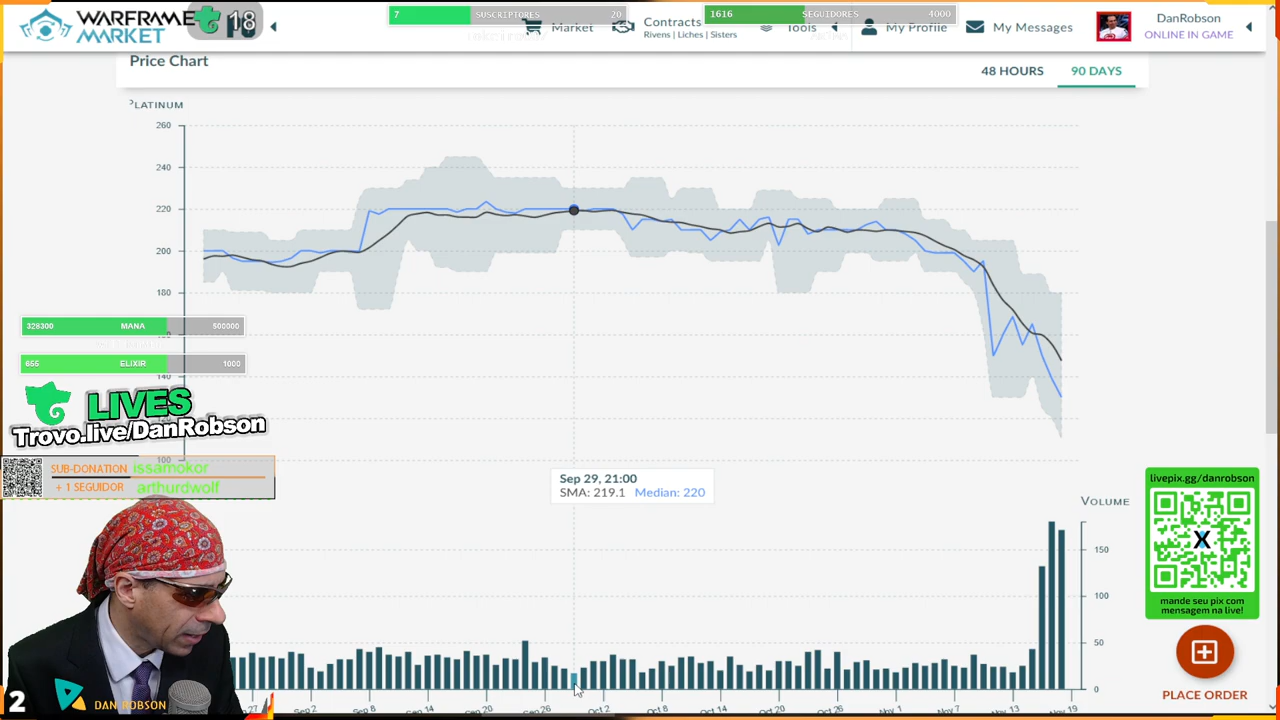 WARFRAME
MARKET
18
7 SUSCRIPTORES 20
1616 SEGUIDORES 4000
Market
Contracts
Rivens | Liches | Sisters
Tools
My Profile
My Messages
DanRobson
ONLINE IN GAME
Price Chart
48 HOURS
90 DAYS
PLATINUM
260
240
220
200
180
328300 MANA 500000
655 ELIXIR 1000
140
100
LIVES
Trovo.live/DanRobson
SUB-DONATION issamokor
+ 1 SEGUIDOR arthurdwolf
Sep 29, 21:00
SMA: 219.1 Median: 220
VOLUME
150
100
50
0
Sep 2
Sep 8
Sep 14
Sep 20
Sep 26
Oct 2
Oct 8
Oct 14
Oct 20
Oct 26
Nov 1
Nov 7
Nov 13
Nov 19
livepix.gg/danrobson
X
mande seu pix com
mensagem na live!
PLACE ORDER
2
DAN ROBSON